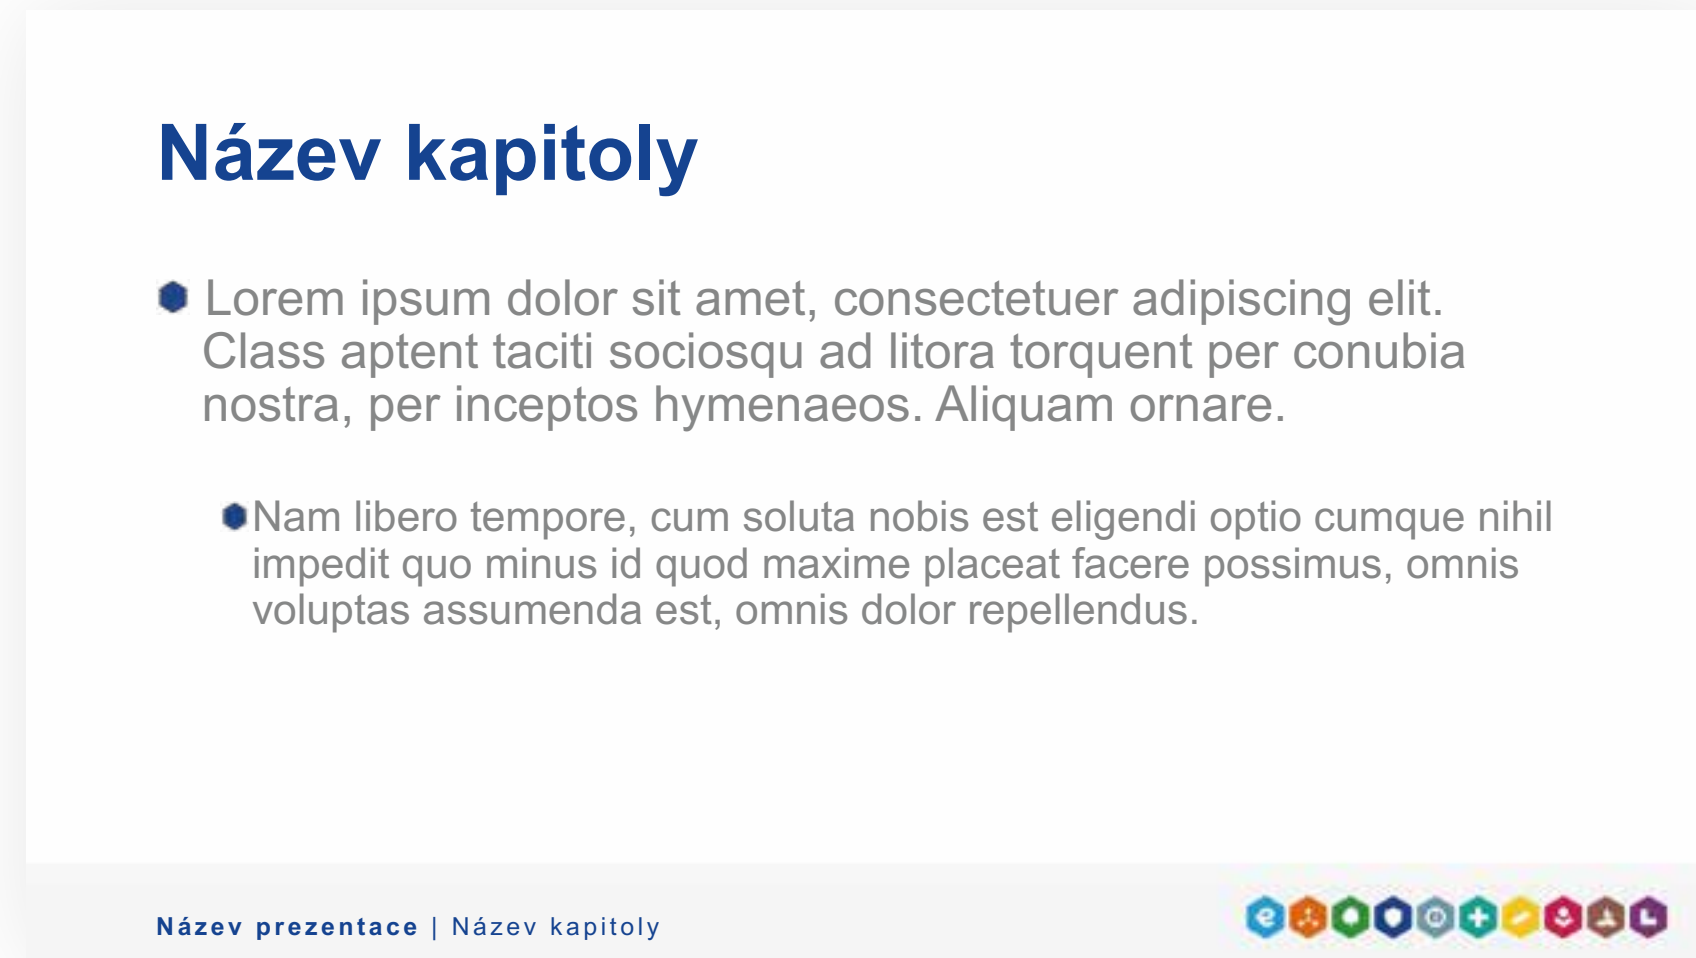 Název kapitoly
Lorem ipsum dolor sit amet, consectetuer adipiscing elit.
Class aptent taciti sociosqu ad litora torquent per conubia
nostra, per inceptos hymenaeos. Aliquam ornare.
Nam libero tempore, cum soluta nobis est eligendi optio cumque nihil
impedit quo minus id quod maxime placeat facere possimus, omnis
voluptas assumenda est, omnis dolor repellendus.
Název prezentace | Název kapitoly